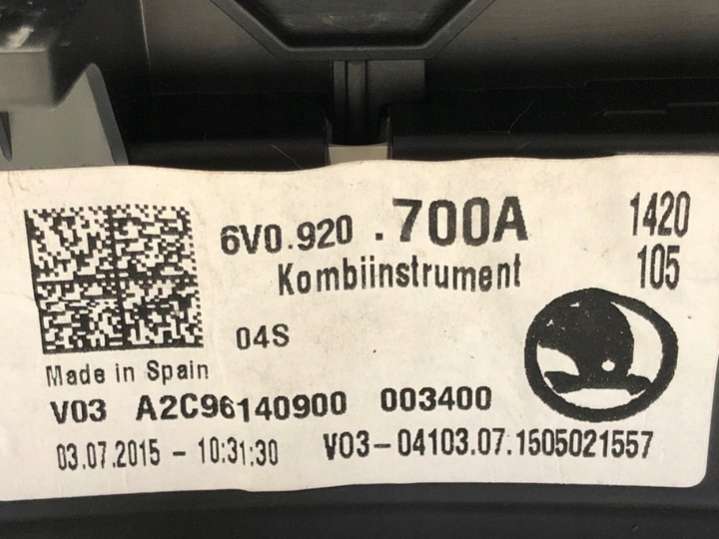 6V0.920 .700A 1420
Kombiinstrument 105
04S
Made in Spain
V03 A2C96140900 003400
03.07.2015 - 10:31:30 V03-04103.07.1505021557